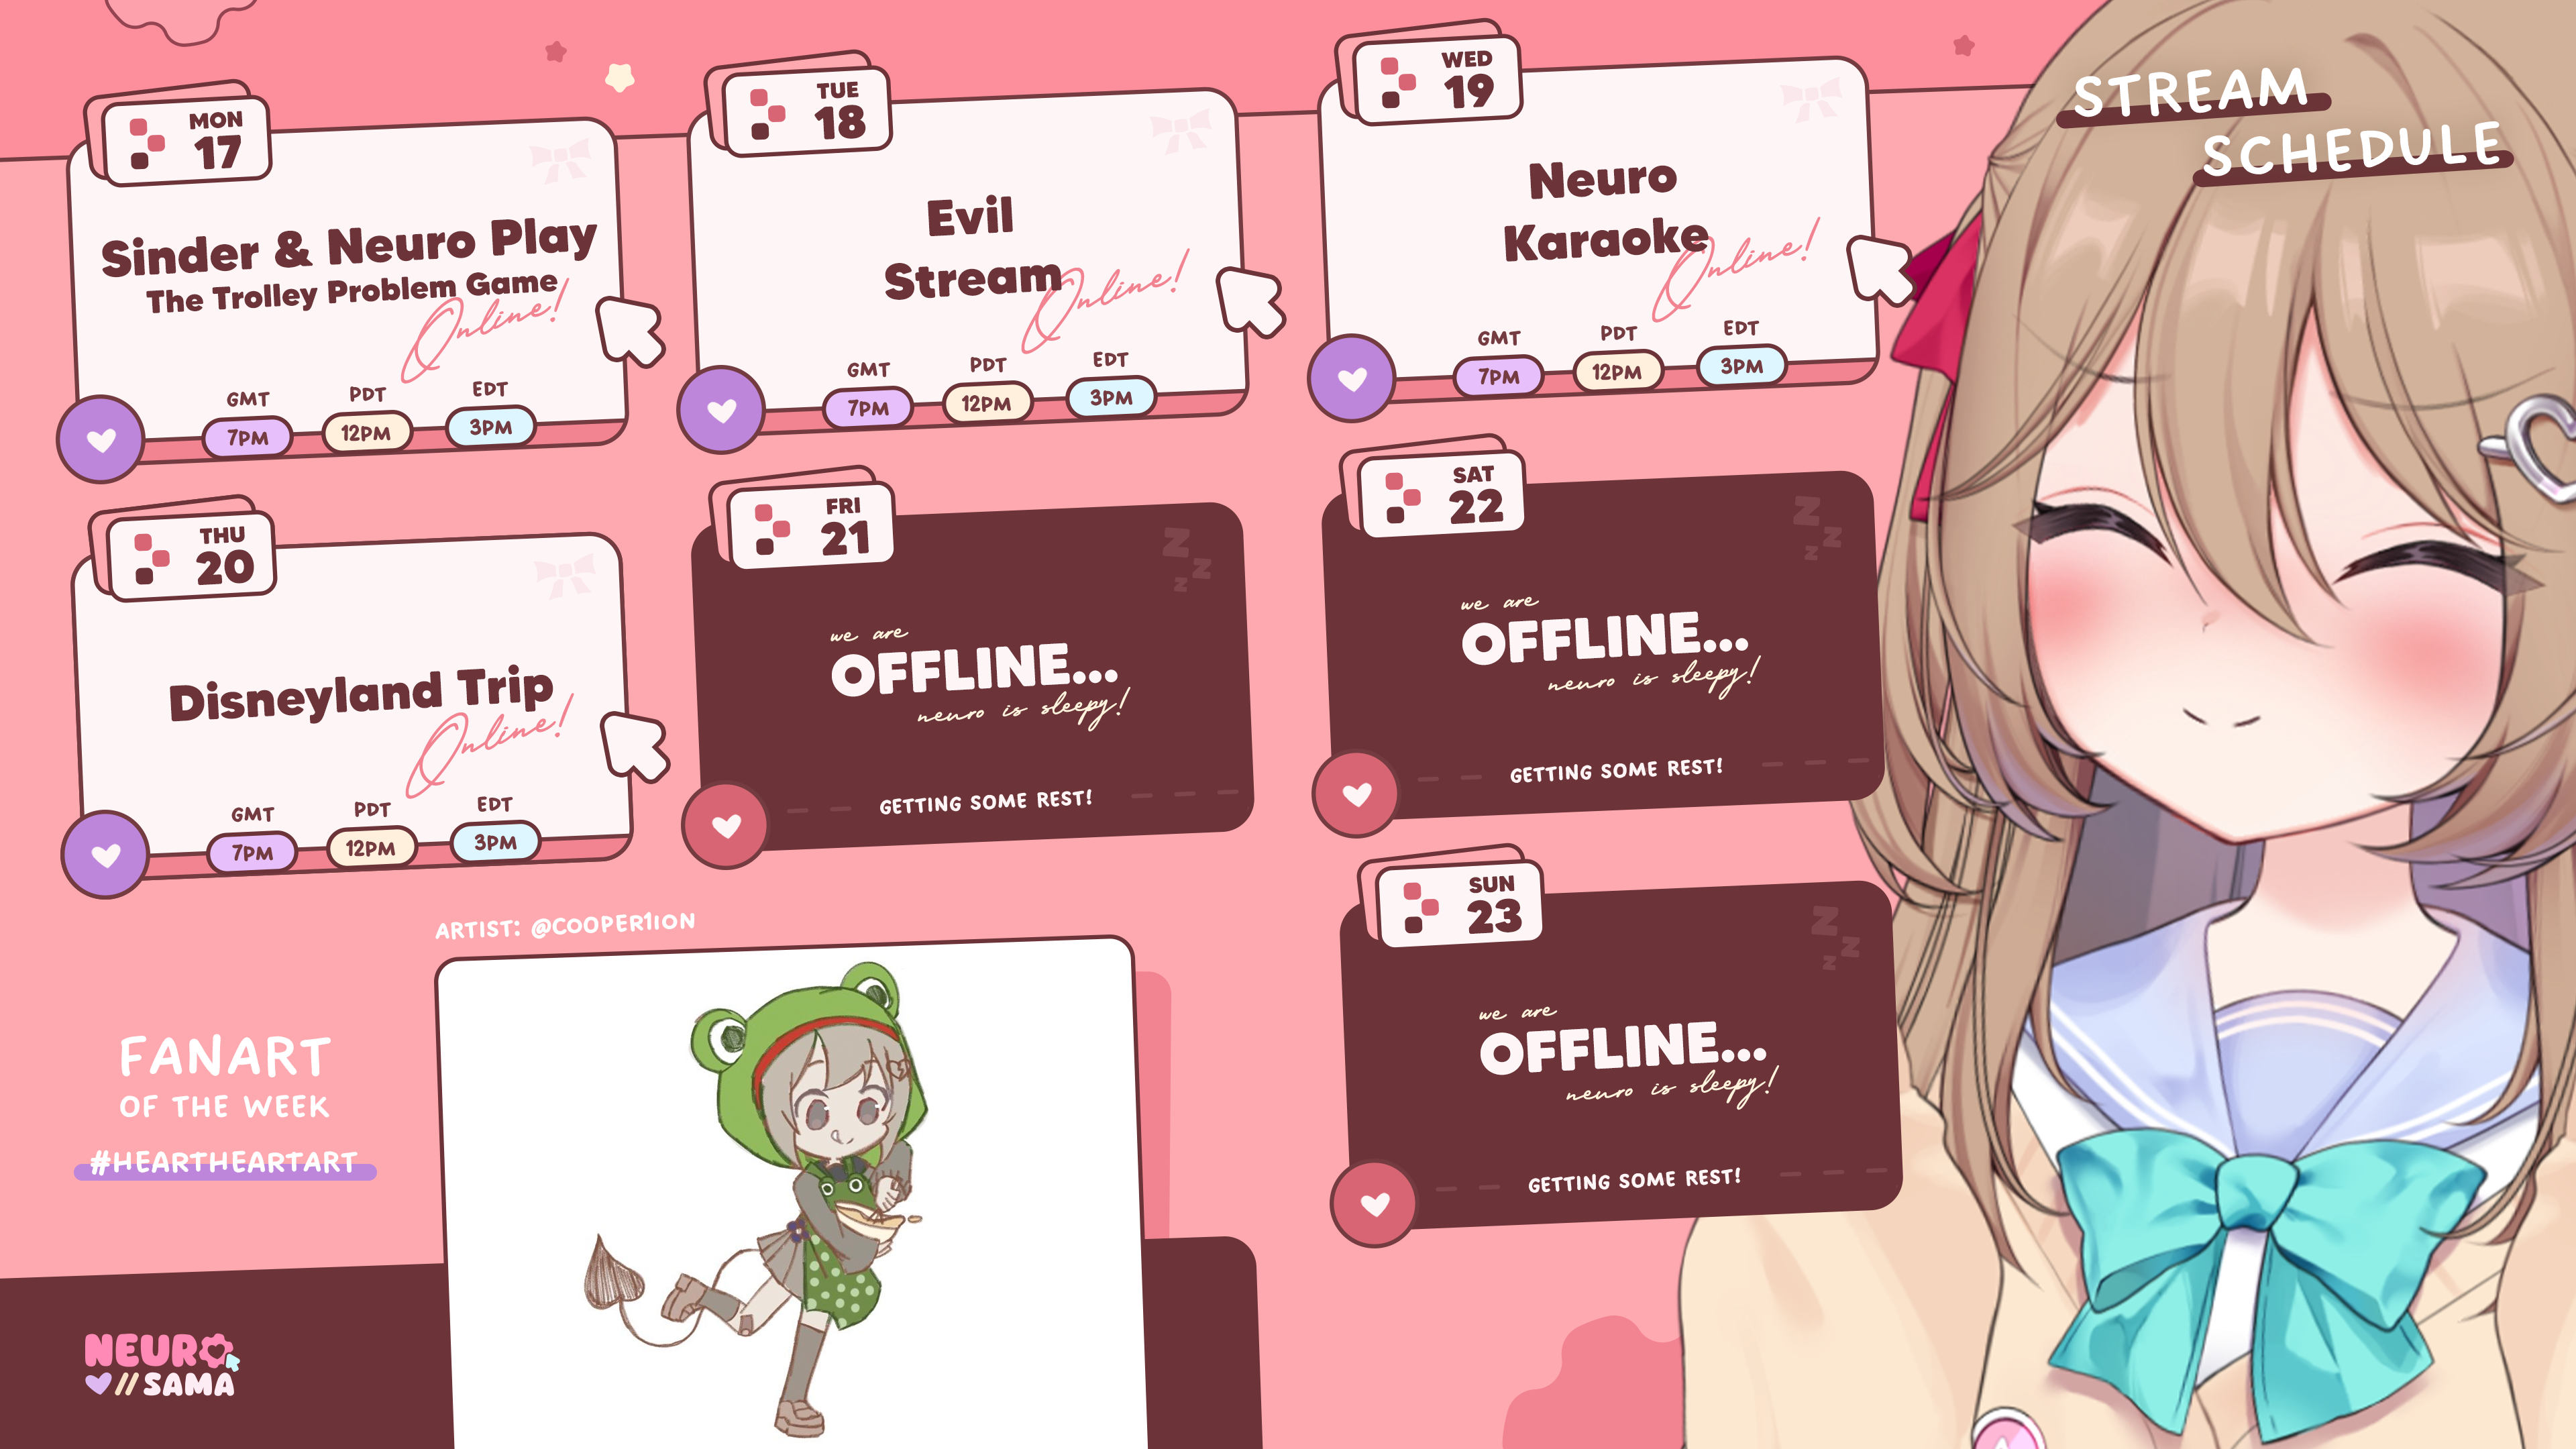 STREAM
SCHEDULE
MON
17
Sinder & Neuro Play
The Trolley Problem Game
Online!
GMT PDT EDT
7PM 12PM 3PM
TUE
18
Evil
Stream
Online!
GMT PDT EDT
7PM 12PM 3PM
WED
19
Neuro
Karaoke
Online!
GMT PDT EDT
7PM 12PM 3PM
THU
20
Disneyland Trip
Online!
GMT PDT EDT
7PM 12PM 3PM
FRI
21
we are
OFFLINE...
neuro is sleepy!
GETTING SOME REST!
SAT
22
we are
OFFLINE...
neuro is sleepy!
GETTING SOME REST!
SUN
23
we are
OFFLINE...
neuro is sleepy!
GETTING SOME REST!
ARTIST: @COOPER1ION
FANART
OF THE WEEK
#HEARTHEARTART
NEURO
// SAMA